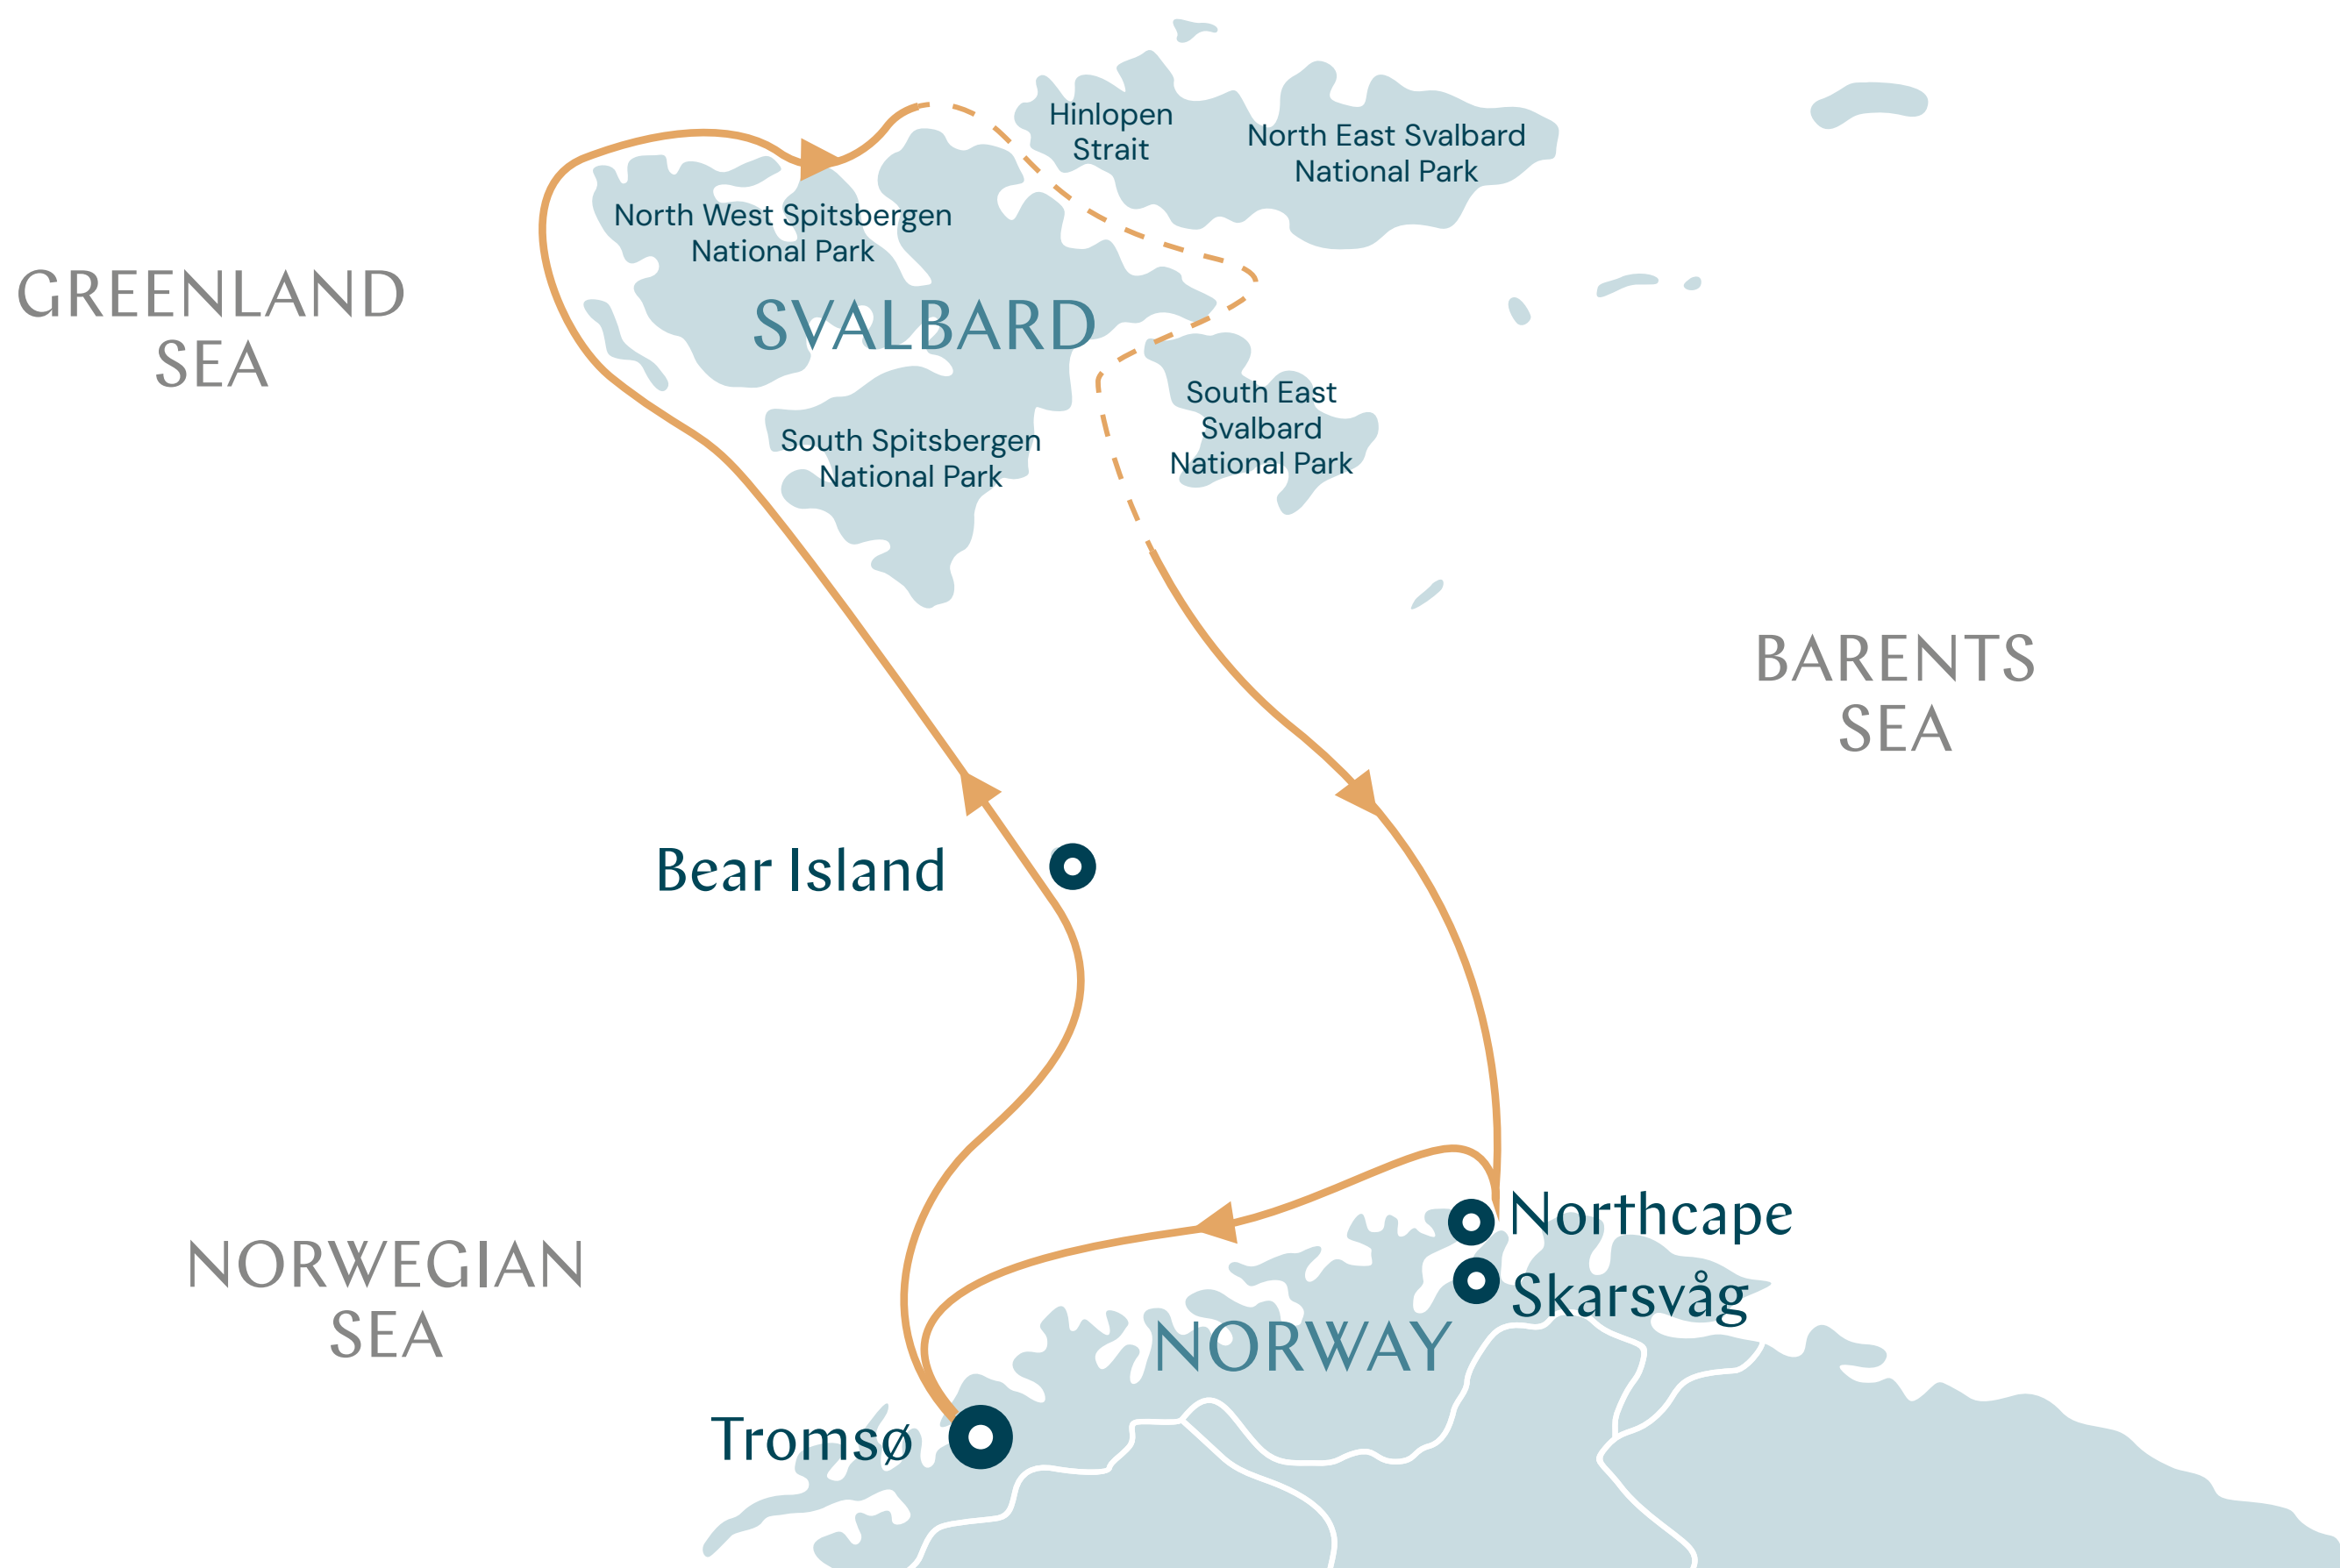 Hinlopen
Strait
North East Svalbard
National Park
North West Spitsbergen
National Park
GREENLAND
SEA
SVALBARD
South East
Svalbard
National Park
South Spitsbergen
National Park
BARENTS
SEA
Bear Island
Northcape
Skarsvåg
NORWEGIAN
SEA
NORWAY
Tromsø